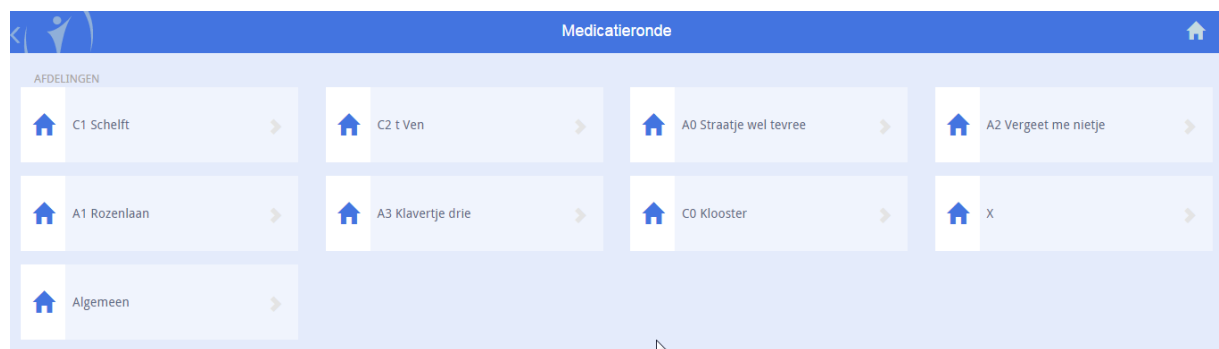 Medicatieronde
AFDELINGEN
C1 Schelft
C2 t Ven
A0 Straatje wel tevree
A2 Vergeet me nietje
A1 Rozenlaan
A3 Klavertje drie
C0 Klooster
X
Algemeen